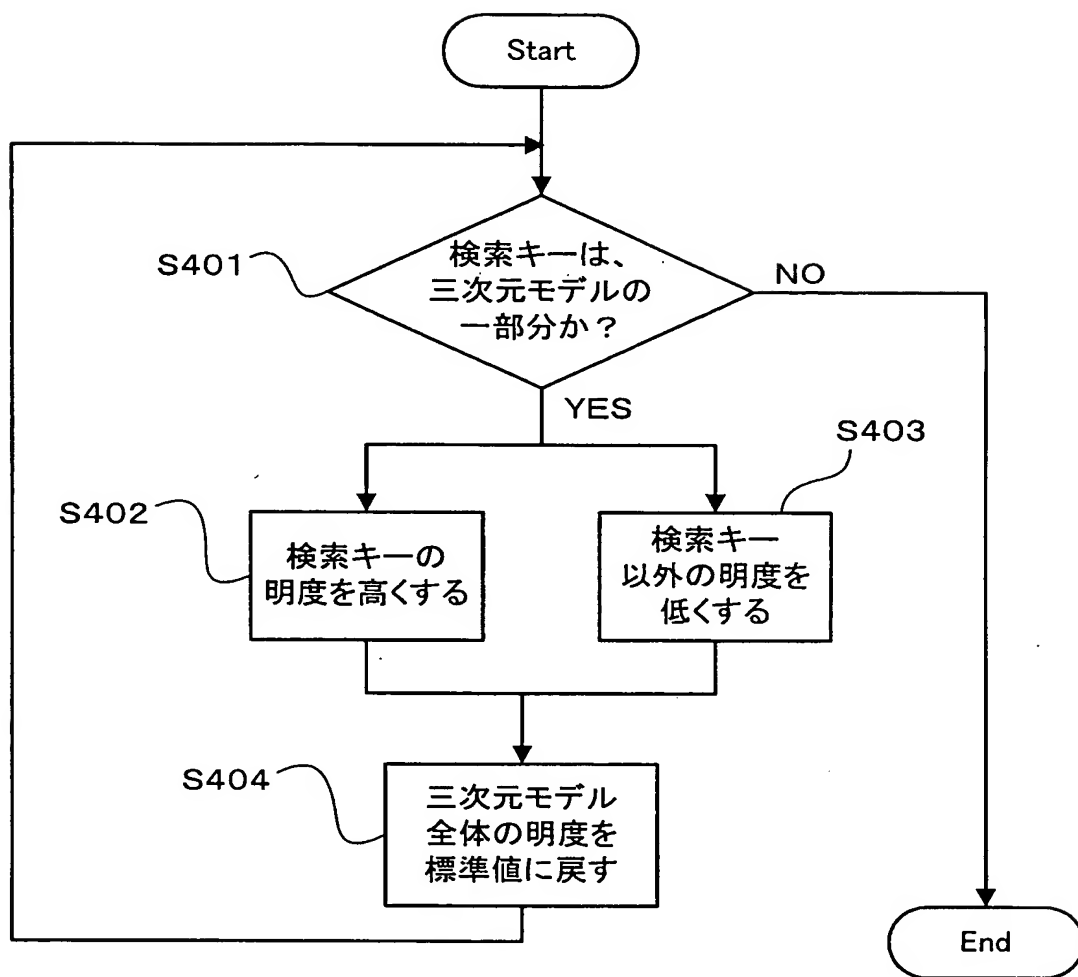 Start
S401
検索キーは、
三次元モデルの
一部分か？
NO
YES
S403
S402
検索キーの
明度を高くする
検索キー
以外の明度を
低くする
S404
三次元モデル
全体の明度を
標準値に戻す
End